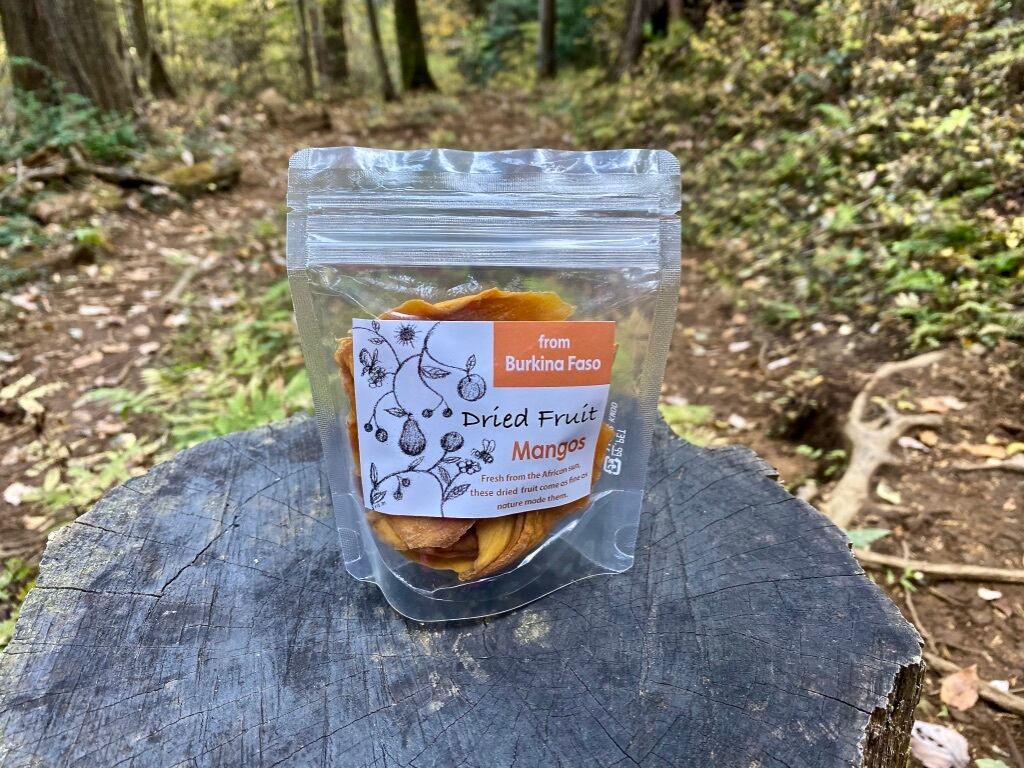 from
Burkina Faso
Dried Fruit
Mangos
Fresh from the African sun,
these dried fruit come as fine as
nature made them.